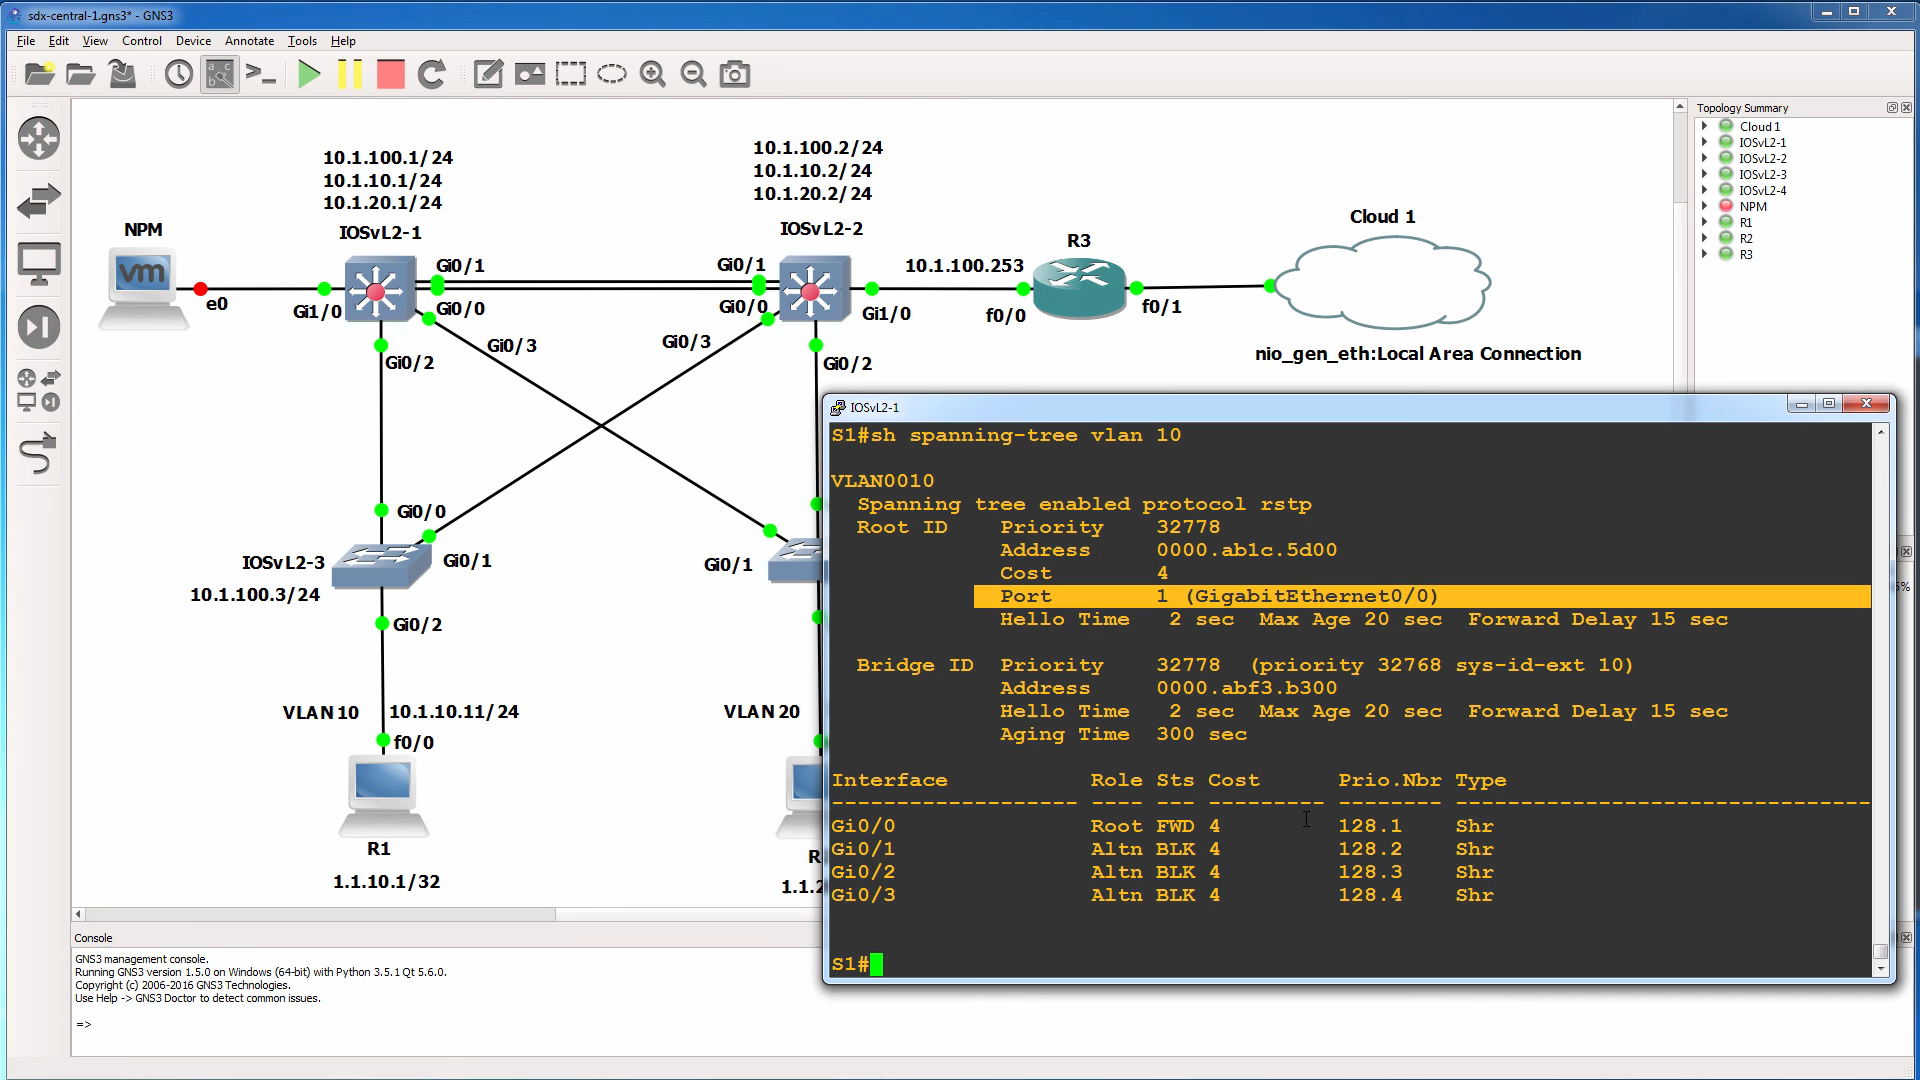 sdx-central-1.gns3* - GNS3
File Edit View Control Device Annotate Tools Help
Topology Summary
Cloud 1
IOSvL2-1
IOSvL2-2
IOSvL2-3
IOSvL2-4
NPM
R1
R2
R3
10.1.100.1/24
10.1.10.1/24
10.1.20.1/24
IOSvL2-1
10.1.100.2/24
10.1.10.2/24
10.1.20.2/24
IOSvL2-2
NPM
vm
e0
Gi1/0
Gi0/1
Gi0/0
Gi0/3
Gi0/2
Gi0/1
Gi0/0
Gi0/3
Gi0/2
Gi1/0
10.1.100.253
R3
f0/0
f0/1
Cloud 1
nio_gen_eth:Local Area Connection
Gi0/0
IOSvL2-3
Gi0/1
10.1.100.3/24
Gi0/2
Gi0/1
VLAN 10
10.1.10.11/24
f0/0
VLAN 20
R1
1.1.10.1/32
R
1.1.2
IOSvL2-1
S1#sh spanning-tree vlan 10
VLAN0010
Spanning tree enabled protocol rstp
Root ID Priority 32778
Address 0000.ab1c.5d00
Cost 4
Port 1 (GigabitEthernet0/0)
Hello Time 2 sec Max Age 20 sec Forward Delay 15 sec
Bridge ID Priority 32778 (priority 32768 sys-id-ext 10)
Address 0000.abf3.b300
Hello Time 2 sec Max Age 20 sec Forward Delay 15 sec
Aging Time 300 sec
Interface Role Sts Cost Prio.Nbr Type
------------------- ---- --- --------- -------- --------------------------------
Gi0/0 Root FWD 4 128.1 Shr
Gi0/1 Altn BLK 4 128.2 Shr
Gi0/2 Altn BLK 4 128.3 Shr
Gi0/3 Altn BLK 4 128.4 Shr
S1#
Console
GNS3 management console.
Running GNS3 version 1.5.0 on Windows (64-bit) with Python 3.5.1 Qt 5.6.0.
Copyright (c) 2006-2016 GNS3 Technologies.
Use Help -> GNS3 Doctor to detect common issues.
=>